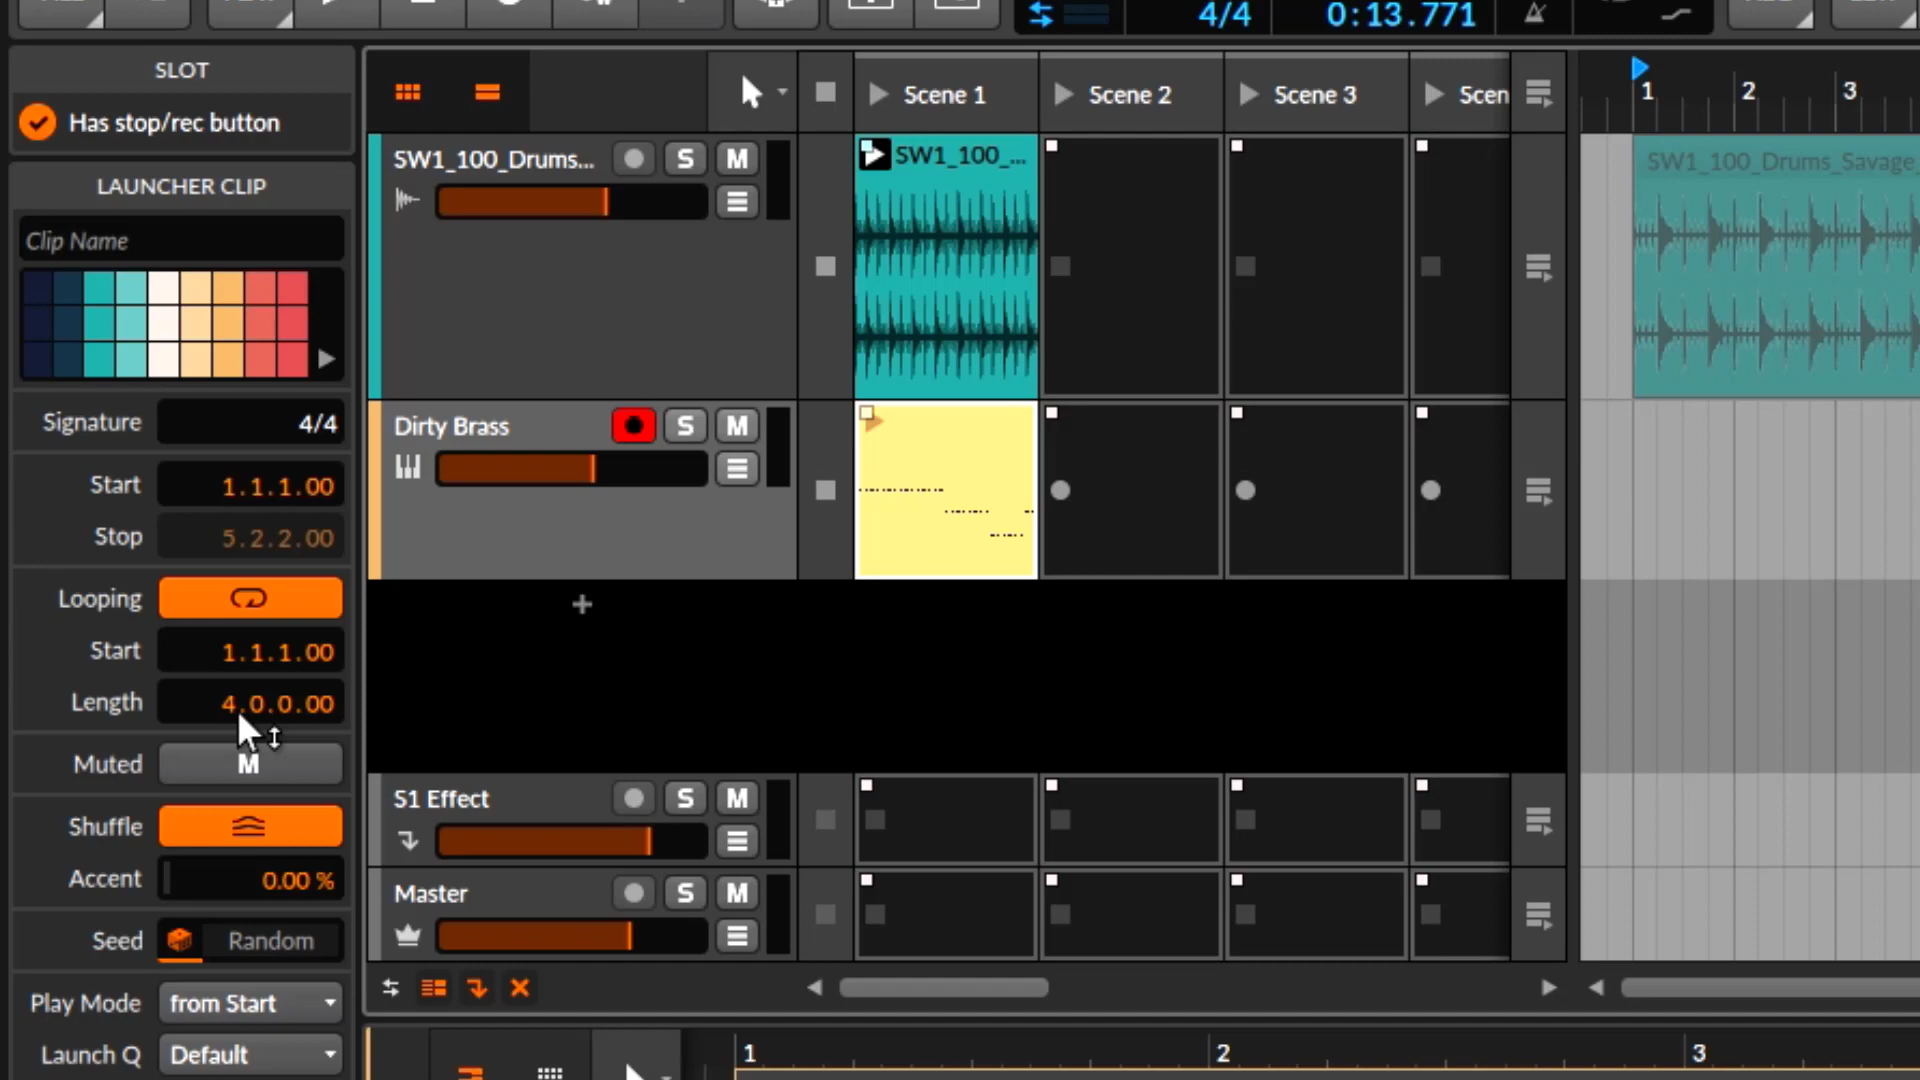 4/4
0:13.771
SLOT
Has stop/rec button
LAUNCHER CLIP
Clip Name
Signature 4/4
Start 1.1.1.00
Stop 5.2.2.00
Looping
Start 1.1.1.00
Length 4.0.0.00
Muted M
Shuffle
Accent 0.00 %
Seed Random
Play Mode from Start
Launch Q Default
Scene 1
Scene 2
Scene 3
Scen
1 2 3
SW1_100_Drums... S M
SW1_100_...
SW1_100_Drums_Savage_
Dirty Brass S M
S1 Effect S M
Master S M
1 2 3